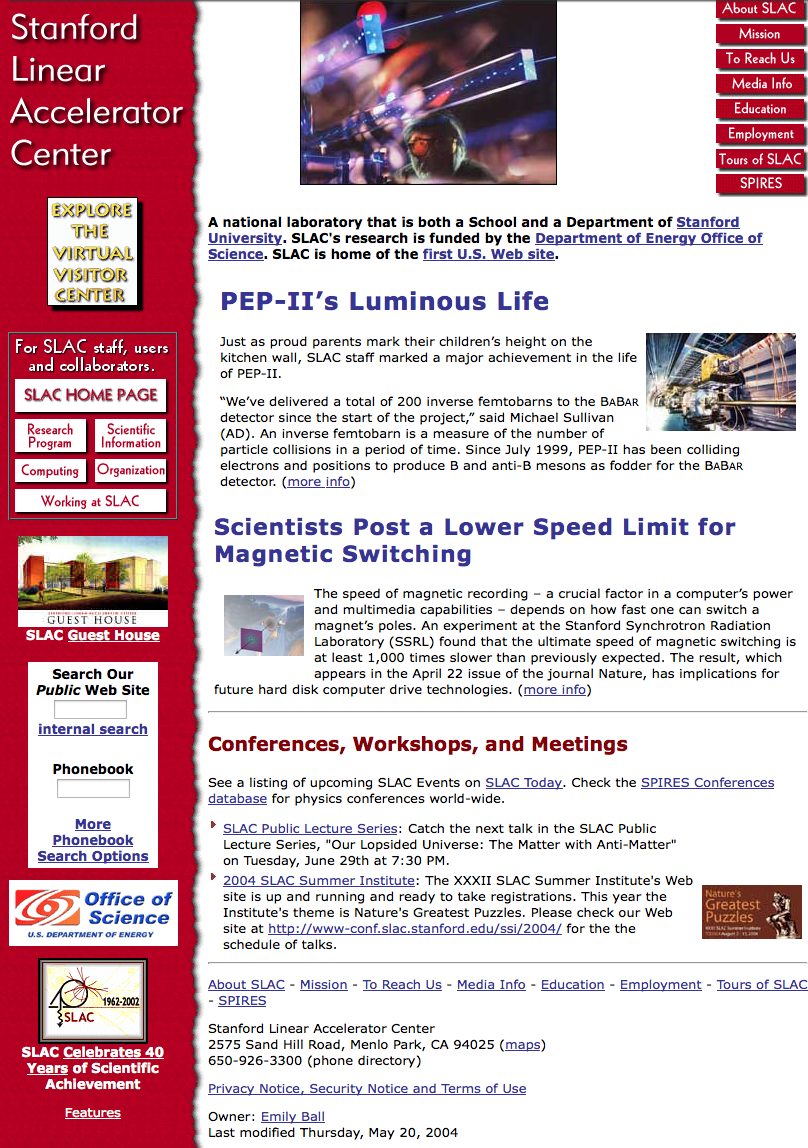 Stanford
Linear
Accelerator
Center
EXPLORE
THE
VIRTUAL
VISITOR
CENTER
For SLAC staff, users
and collaborators.
SLAC HOME PAGE
Research
Program
Scientific
Information
Computing
Organization
Working at SLAC
STANFORD LINEAR ACCELERATOR CENTER
GUEST HOUSE
SLAC Guest House
Search Our
Public Web Site
internal search
Phonebook
More
Phonebook
Search Options
Office of
Science
U.S. DEPARTMENT OF ENERGY
40
1962-2002
SLAC
SLAC Celebrates 40
Years of Scientific
Achievement
Features
About SLAC
Mission
To Reach Us
Media Info
Education
Employment
Tours of SLAC
SPIRES
A national laboratory that is both a School and a Department of Stanford
University. SLAC's research is funded by the Department of Energy Office of
Science. SLAC is home of the first U.S. Web site.
PEP-II’s Luminous Life
Just as proud parents mark their children’s height on the
kitchen wall, SLAC staff marked a major achievement in the life
of PEP-II.
“We’ve delivered a total of 200 inverse femtobarns to the BABAR
detector since the start of the project,” said Michael Sullivan
(AD). An inverse femtobarn is a measure of the number of
particle collisions in a period of time. Since July 1999, PEP-II has been colliding
electrons and positions to produce B and anti-B mesons as fodder for the BABAR
detector. (more info)
Scientists Post a Lower Speed Limit for
Magnetic Switching
The speed of magnetic recording – a crucial factor in a computer’s power
and multimedia capabilities – depends on how fast one can switch a
magnet’s poles. An experiment at the Stanford Synchrotron Radiation
Laboratory (SSRL) found that the ultimate speed of magnetic switching is
at least 1,000 times slower than previously expected. The result, which
appears in the April 22 issue of the journal Nature, has implications for
future hard disk computer drive technologies. (more info)
Conferences, Workshops, and Meetings
See a listing of upcoming SLAC Events on SLAC Today. Check the SPIRES Conferences
database for physics conferences world-wide.
SLAC Public Lecture Series: Catch the next talk in the SLAC Public
Lecture Series, "Our Lopsided Universe: The Matter with Anti-Matter"
on Tuesday, June 29th at 7:30 PM.
2004 SLAC Summer Institute: The XXXII SLAC Summer Institute's Web
site is up and running and ready to take registrations. This year the
Institute's theme is Nature's Greatest Puzzles. Please check our Web
site at http://www-conf.slac.stanford.edu/ssi/2004/ for the the
schedule of talks.
Nature's
Greatest
Puzzles
About SLAC - Mission - To Reach Us - Media Info - Education - Employment - Tours of SLAC
- SPIRES
Stanford Linear Accelerator Center
2575 Sand Hill Road, Menlo Park, CA 94025 (maps)
650-926-3300 (phone directory)
Privacy Notice, Security Notice and Terms of Use
Owner: Emily Ball
Last modified Thursday, May 20, 2004